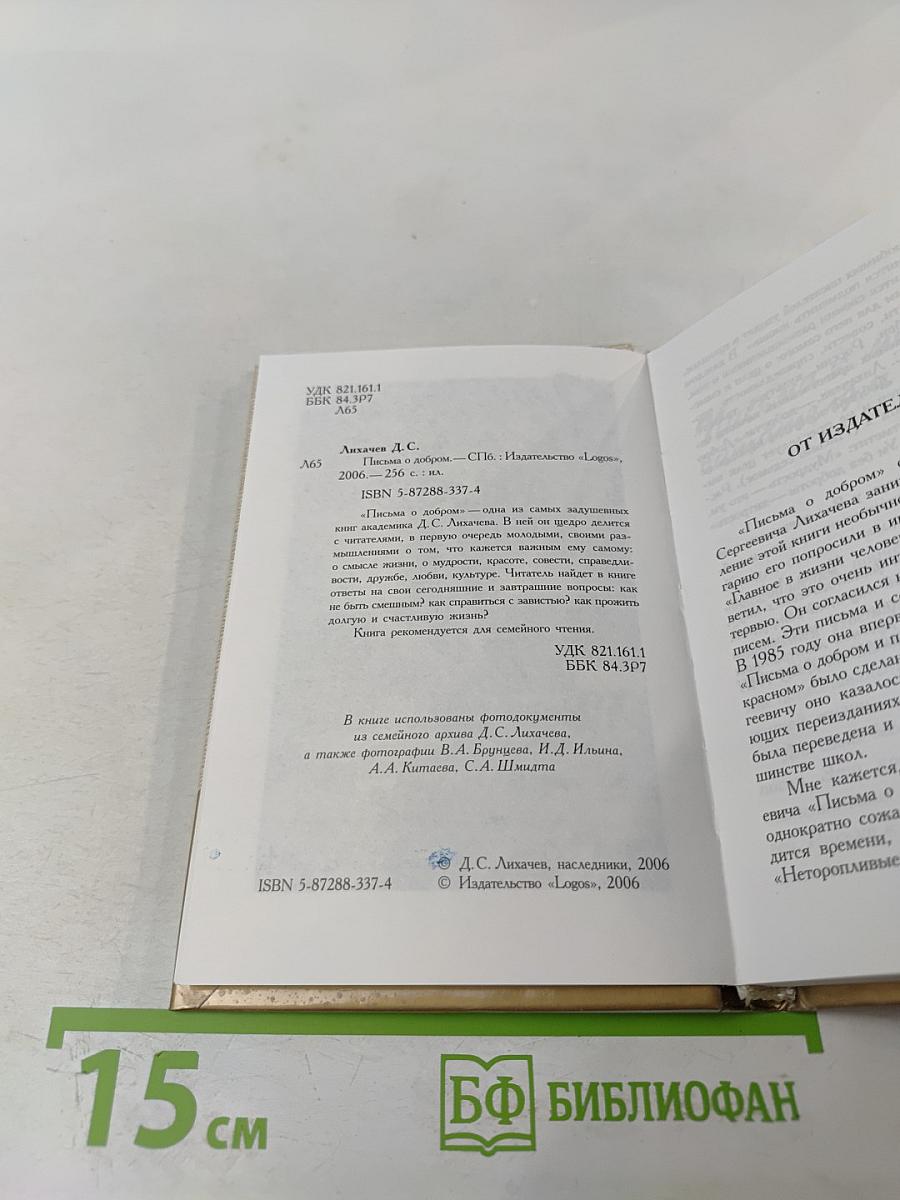 УДК 821.161.1
ББК 84.3Р7
Л65
Лихачев Д. С.
Л65 Письма о добром.— СПб. : Издательство «Logos»,
2006.— 256 с. : ил.
ISBN 5-87288-337-4
«Письма о добром» — одна из самых задушевных
книг академика Д. С. Лихачева. В ней он щедро делится
с читателями, в первую очередь молодыми, своими раз-
мышлениями о том, что кажется важным ему самому:
о смысле жизни, о мудрости, красоте, совести, справедли-
вости, дружбе, любви, культуре. Читатель найдет в книге
ответы на свои сегодняшние и завтрашние вопросы: как
не быть смешным? как справиться с завистью? как прожить
долгую и счастливую жизнь?
Книга рекомендуется для семейного чтения.
УДК 821.161.1
ББК 84.3Р7
В книге использованы фотодокументы
из семейного архива Д. С. Лихачева,
а также фотографии В. А. Брунцева, И. Д. Ильина,
А. А. Китаева, С. А. Шмидта
© Д. С. Лихачев, наследники, 2006
ISBN 5-87288-337-4 © Издательство «Logos», 2006
ОТ ИЗДАТЕЛ
«Письма о добром»
Сергеевича Лихачева зани
ление этой книги необычно
гарию его попросили в ин
«Главное в жизни человек
ветил, что это очень инт
тервью. Он согласился н
писем. Эти письма и с
В 1985 году она вперв
«Письма о добром и п
красном» было сделан
геевичу оно казалос
ющих переизданиях
была переведена и
шинстве школ.
Мне кажется,
евича «Письма о
однократно сожа
дится времени,
«Неторопливые
15 см
БФ БИБЛИОФАН